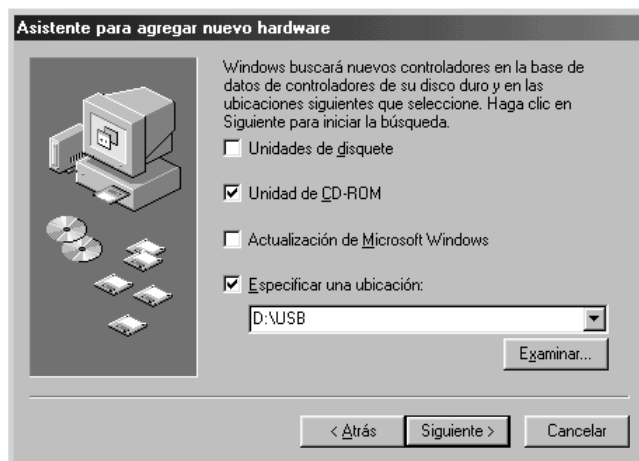 Asistente para agregar nuevo hardware
Windows buscará nuevos controladores en la base de
datos de controladores de su disco duro y en las
ubicaciones siguientes que seleccione. Haga clic en
Siguiente para iniciar la búsqueda.
Unidades de disquete
Unidad de CD-ROM
Actualización de Microsoft Windows
Especificar una ubicación:
D:\USB
Examinar...
< Atrás
Siguiente >
Cancelar